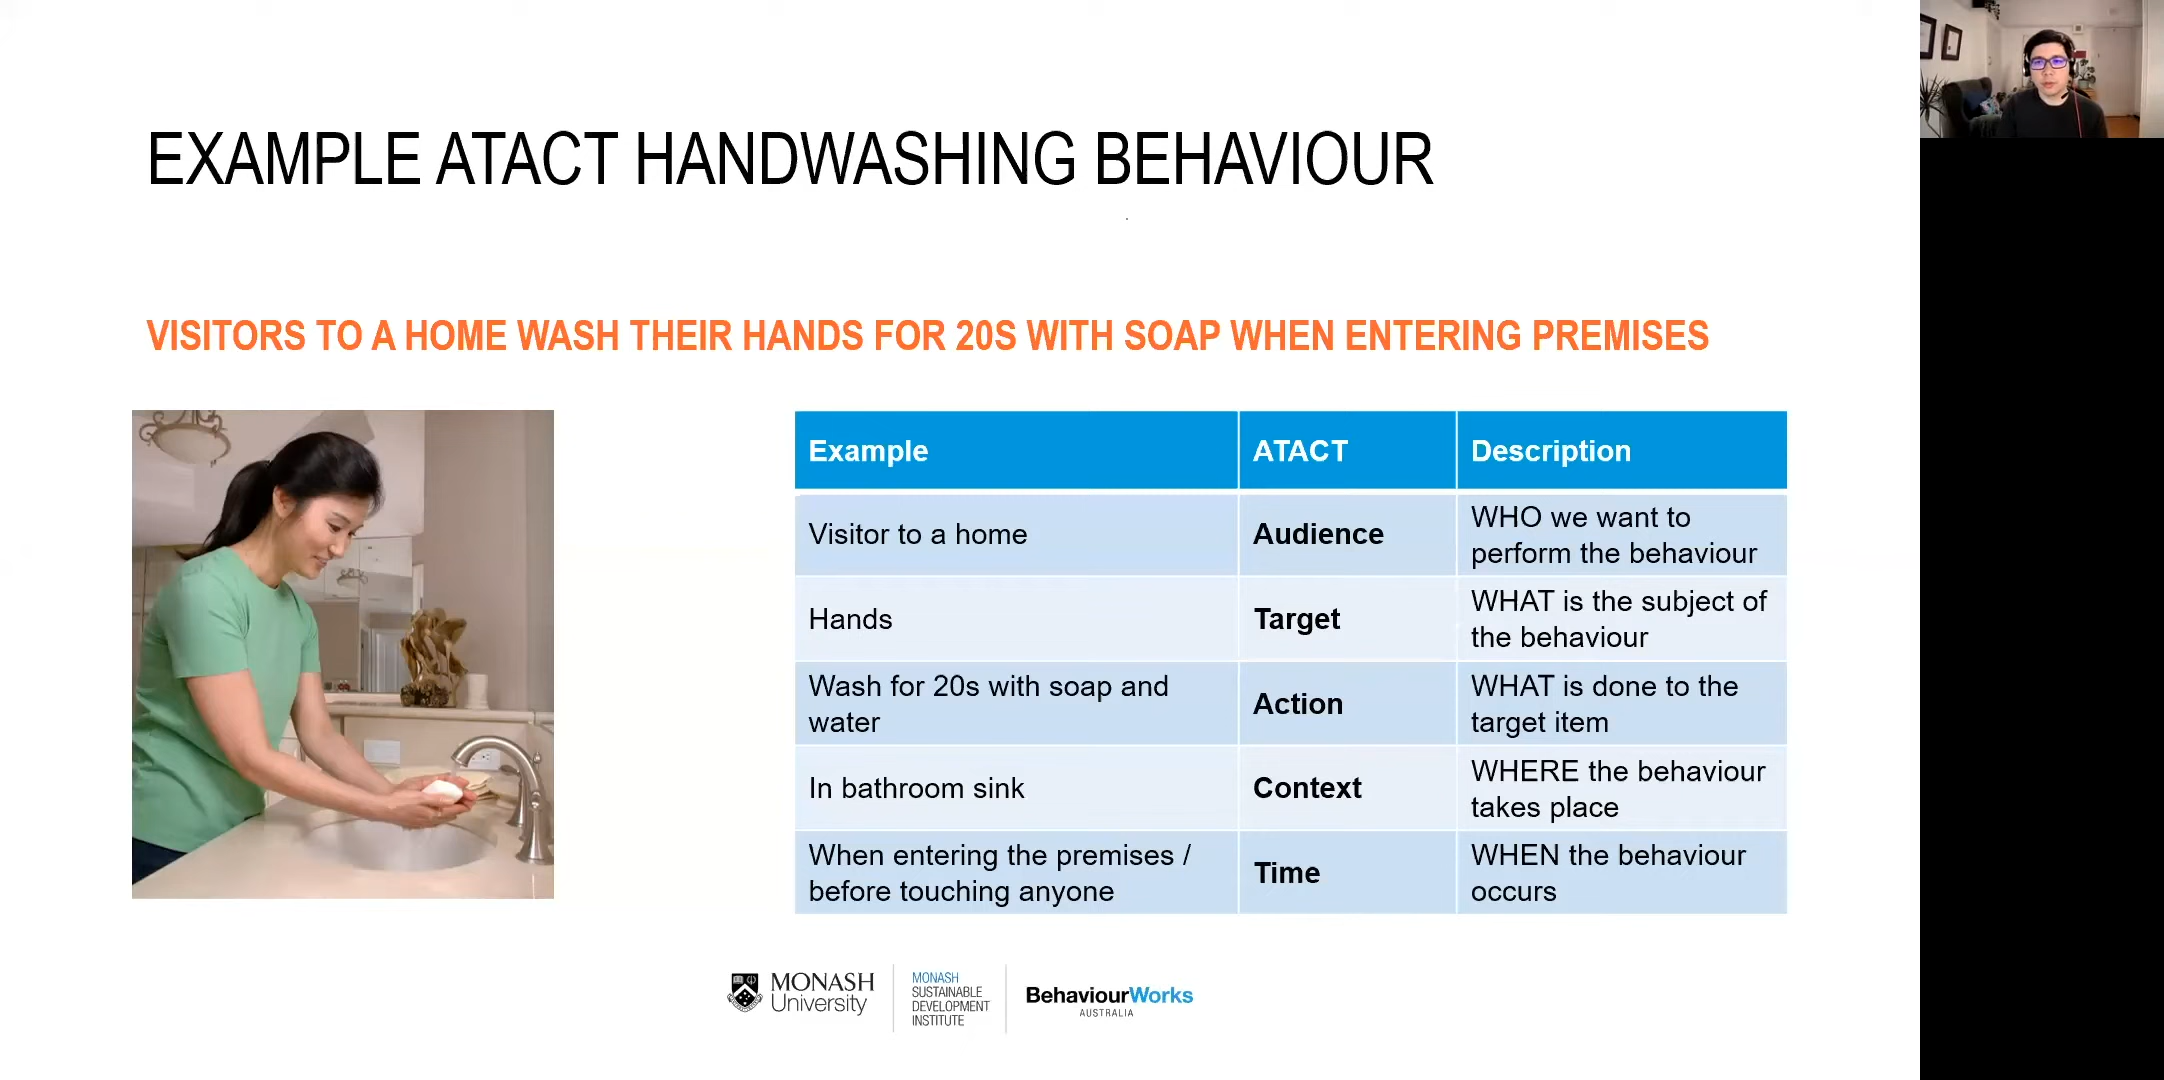 EXAMPLE ATACT HANDWASHING BEHAVIOUR
VISITORS TO A HOME WASH THEIR HANDS FOR 20S WITH SOAP WHEN ENTERING PREMISES
Example ATACT Description
Visitor to a home Audience WHO we want to
perform the behaviour
Hands Target WHAT is the subject of
the behaviour
Wash for 20s with soap and
water Action WHAT is done to the
target item
In bathroom sink Context WHERE the behaviour
takes place
When entering the premises /
before touching anyone Time WHEN the behaviour
occurs
MONASH
University
MONASH
SUSTAINABLE
DEVELOPMENT
INSTITUTE
BehaviourWorks
AUSTRALIA